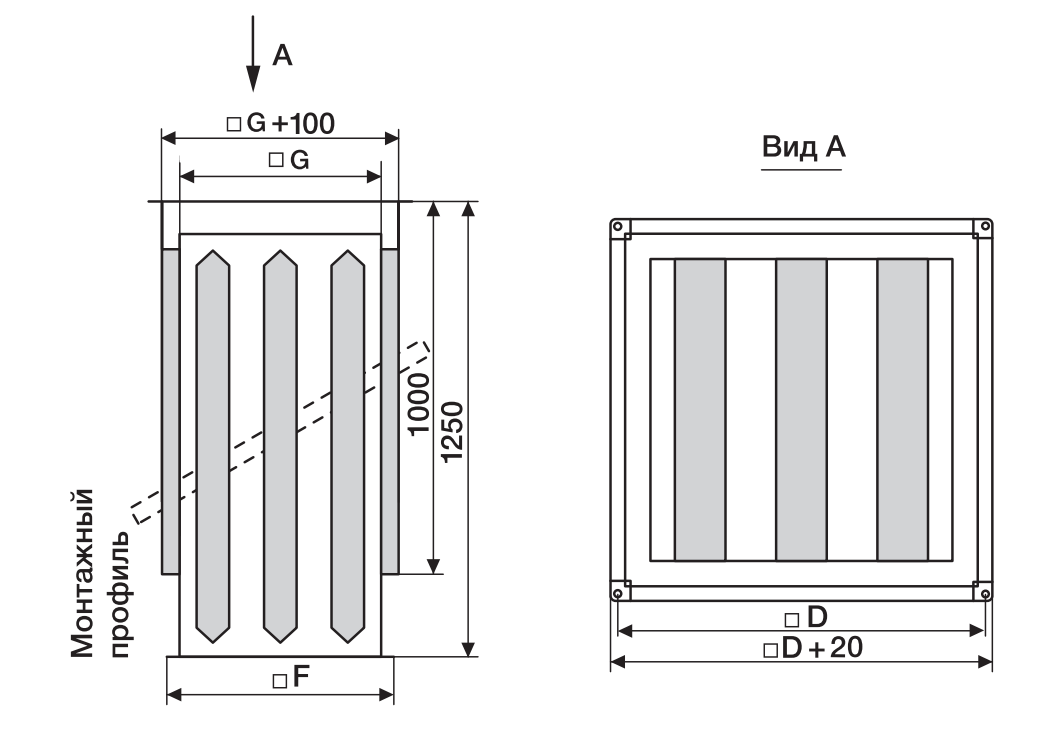 A
□ G+100
□ G
1000
1250
Монтажный
профиль
□ F
Вид А
□ D
□ D+20